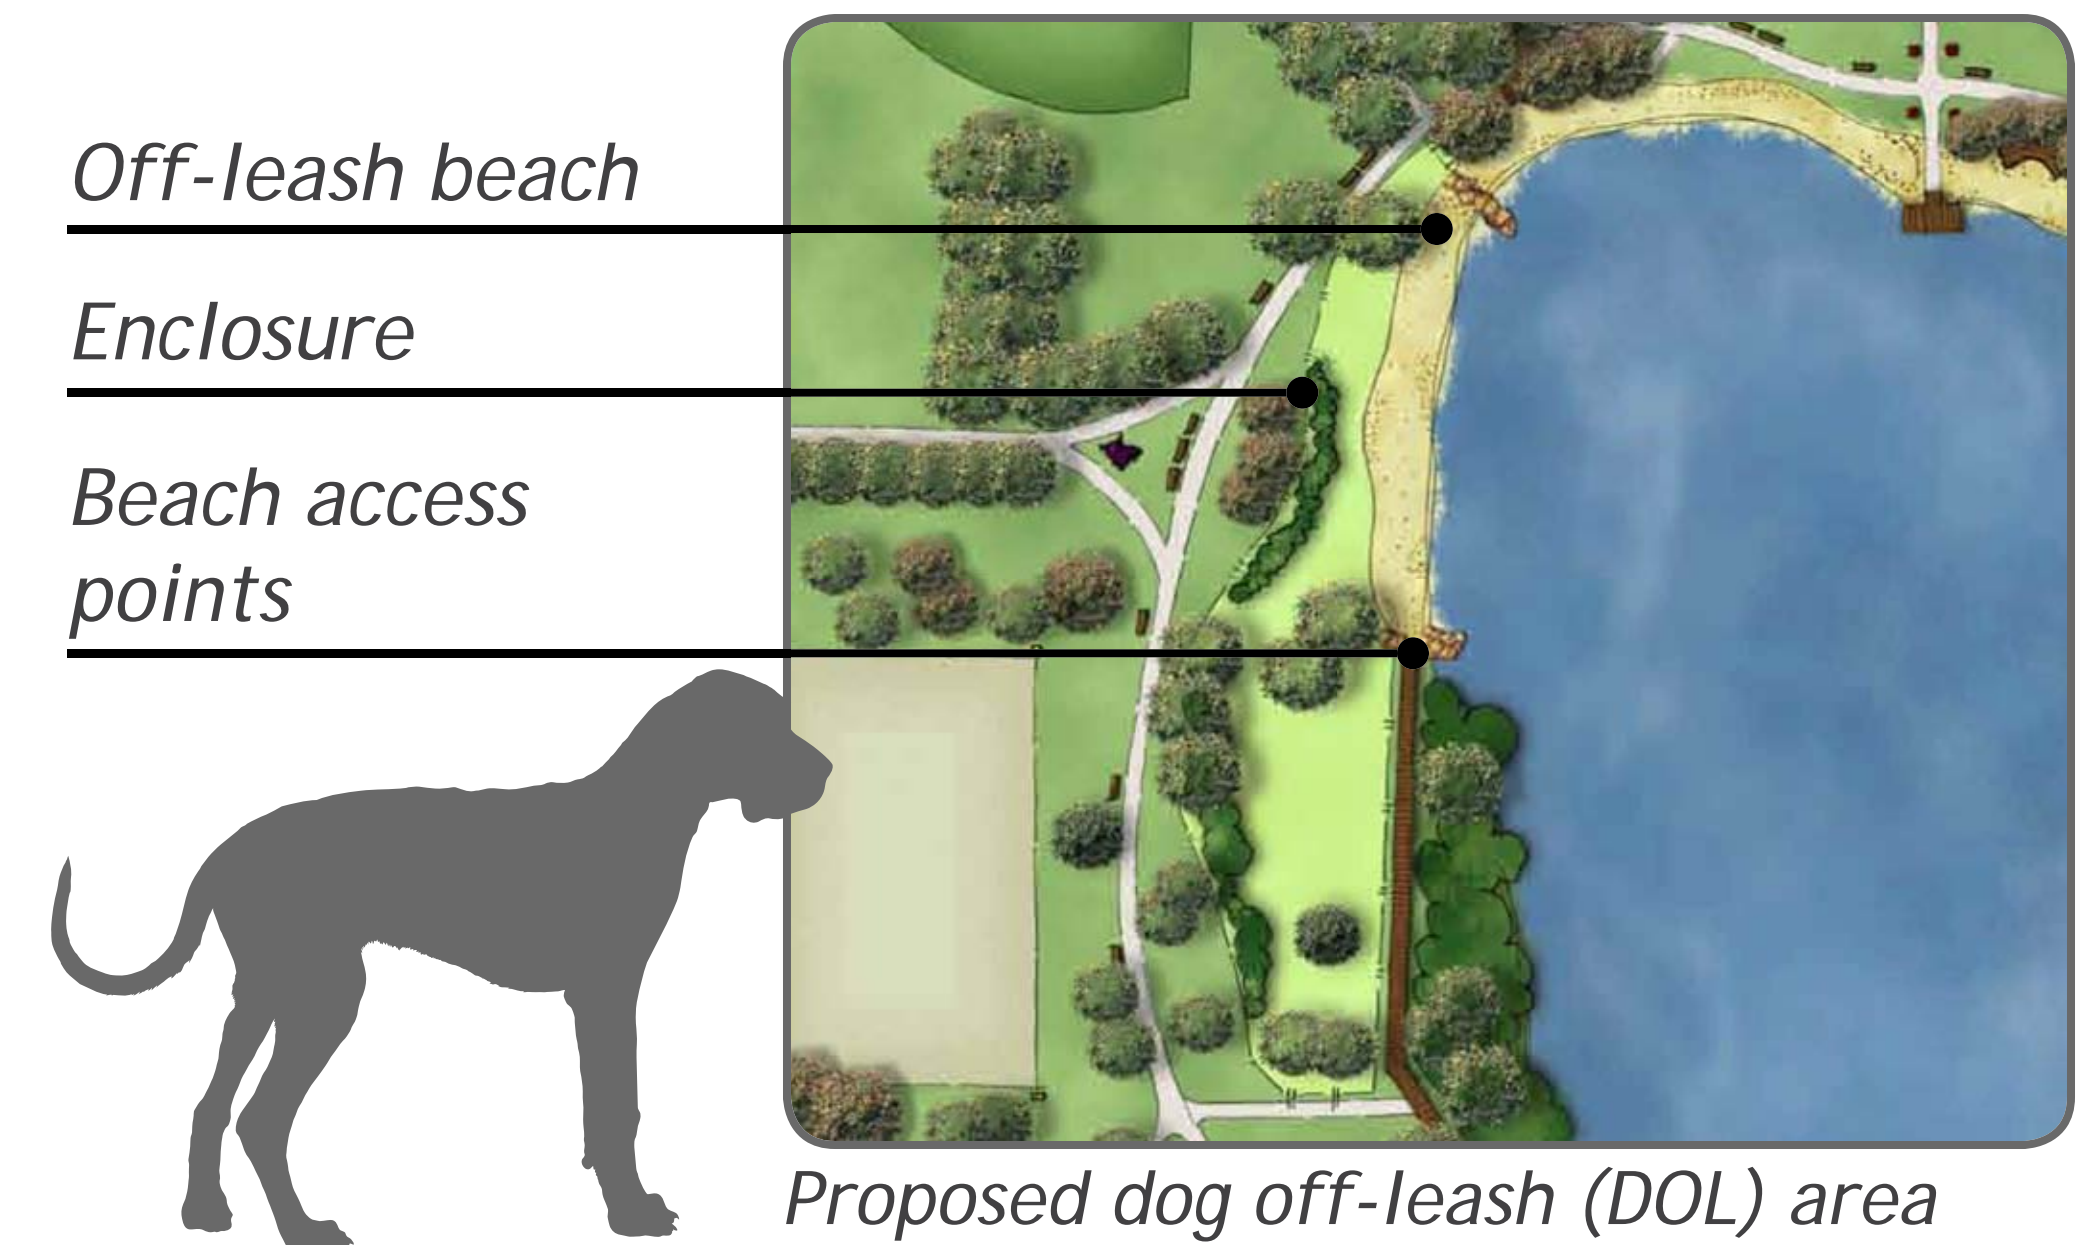 Off-leash beach
Enclosure
Beach access
points
Proposed dog off-leash (DOL) area